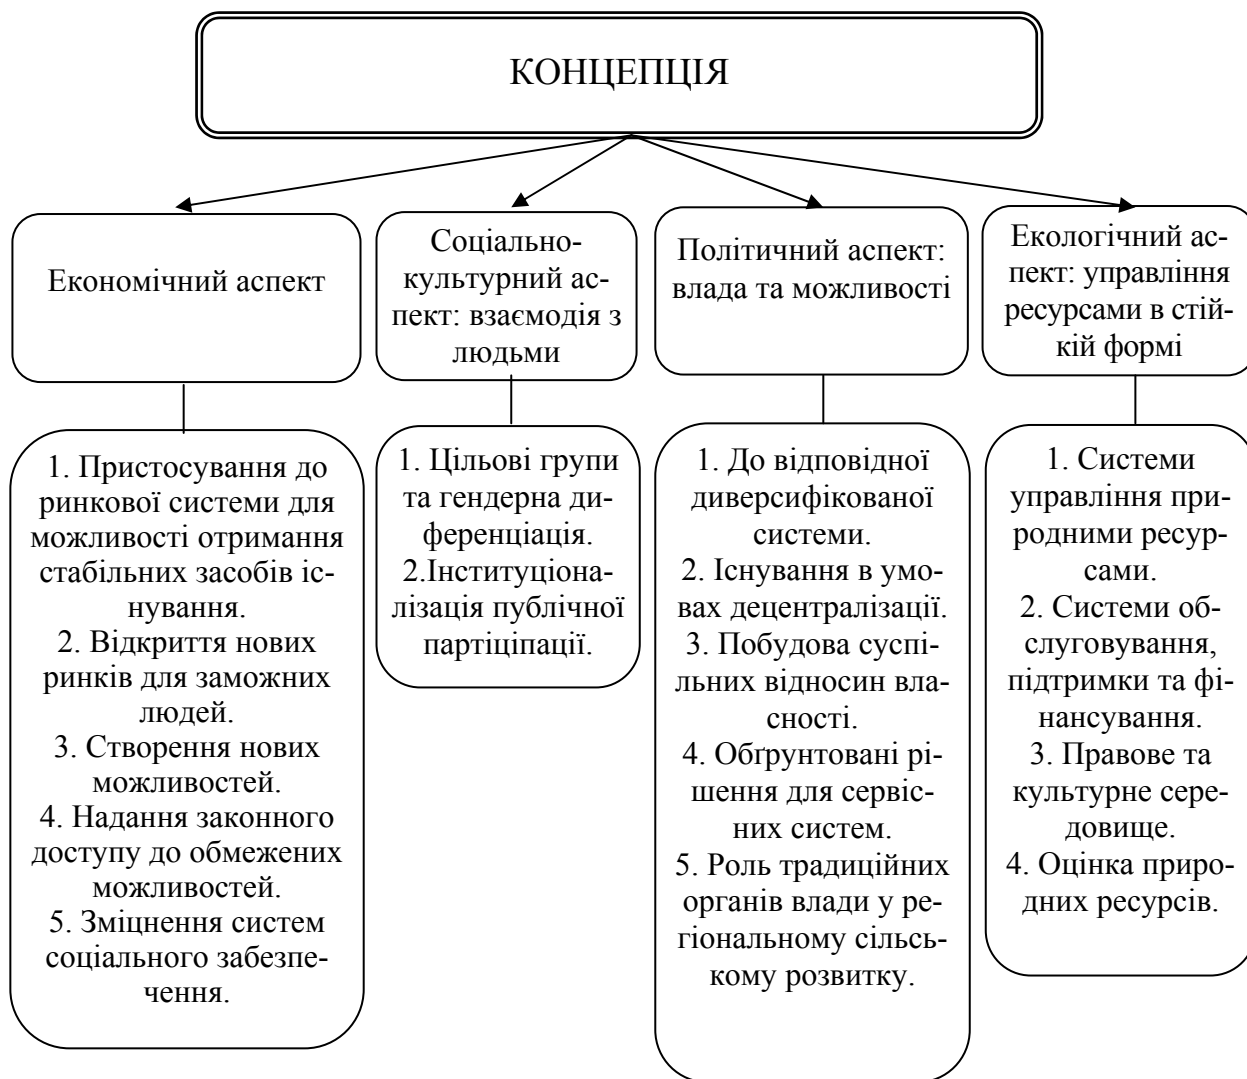 КОНЦЕПЦІЯ
Економічний аспект
Соціально-
культурний ас-
пект: взаємодія з
людьми
Політичний аспект:
влада та можливості
Екологічний ас-
пект: управління
ресурсами в стій-
кій формі
1. Пристосування до
ринкової системи для
можливості отримання
стабільних засобів іс-
нування.
2. Відкриття нових
ринків для заможних
людей.
3. Створення нових
можливостей.
4. Надання законного
доступу до обмежених
можливостей.
5. Зміцнення систем
соціального забезпе-
чення.
1. Цільові групи
та гендерна ди-
ференціація.
2.Інституціона-
лізація публічної
партіціпації.
1. До відповідної
диверсифікованої
системи.
2. Існування в умо-
вах децентралізації.
3. Побудова суспі-
льних відносин вла-
сності.
4. Обґрунтовані рі-
шення для сервіс-
них систем.
5. Роль традиційних
органів влади у ре-
гіональному сільсь-
кому розвитку.
1. Системи
управління при-
родними ресур-
сами.
2. Системи об-
слуговування,
підтримки та фі-
нансування.
3. Правове та
культурне сере-
довище.
4. Оцінка приро-
дних ресурсів.